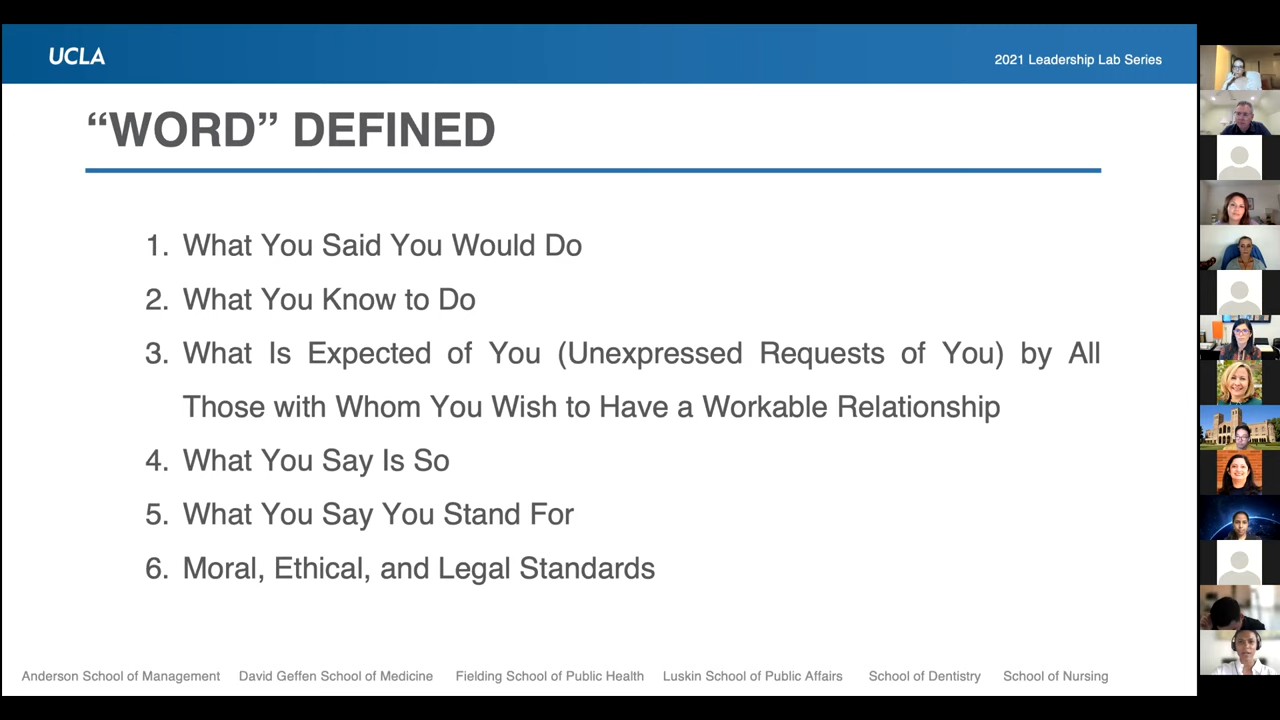 UCLA
2021 Leadership Lab Series
“WORD” DEFINED
1. What You Said You Would Do
2. What You Know to Do
3. What Is Expected of You (Unexpressed Requests of You) by All
Those with Whom You Wish to Have a Workable Relationship
4. What You Say Is So
5. What You Say You Stand For
6. Moral, Ethical, and Legal Standards
Anderson School of Management David Geffen School of Medicine Fielding School of Public Health Luskin School of Public Affairs School of Dentistry School of Nursing